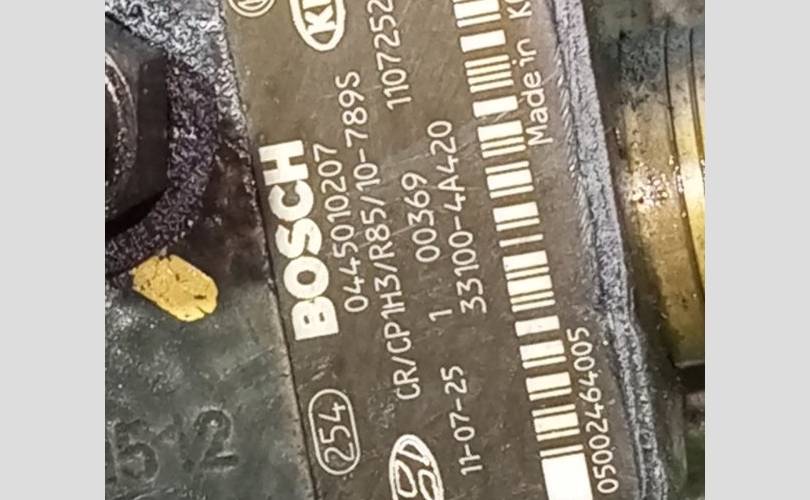 254 BOSCH
0445010207
CR/CP1H3/R85/10-789S
1 00369 1107252
11-07-25 33100-4A420
Made in
05002464005
1512